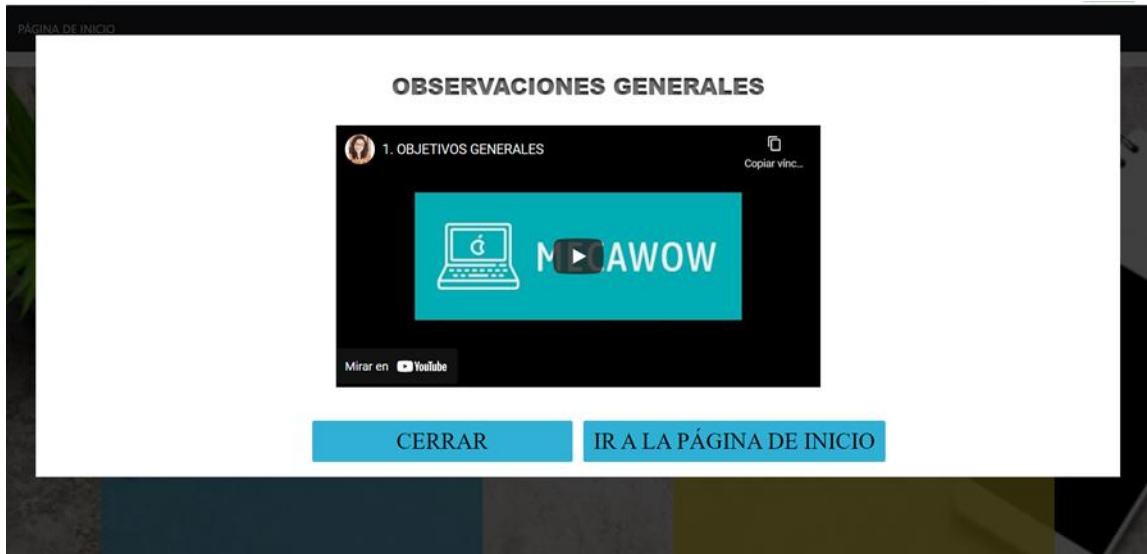 PÁGINA DE INICIO
OBSERVACIONES GENERALES
1. OBJETIVOS GENERALES
Copiar vínc...
MECAWOW
Mirar en YouTube
CERRAR
IR A LA PÁGINA DE INICIO